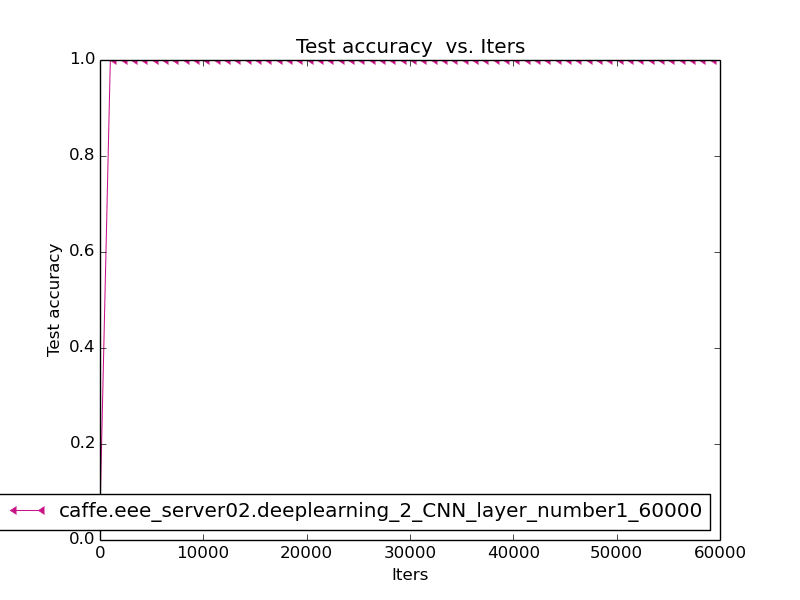 Test accuracy  vs. Iters
1.0
0.8
0.6
0.4
0.2
0.0
Test accuracy
caffe.eee_server02.deeplearning_2_CNN_layer_number1_60000
0 10000 20000 30000 40000 50000 60000
Iters